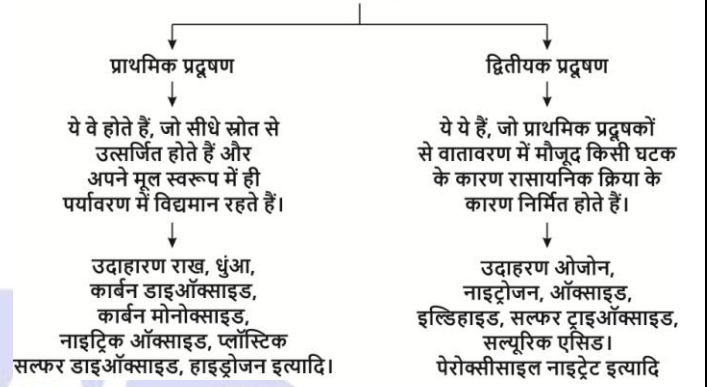 प्राथमिक प्रदूषण
ये वे होते हैं, जो सीधे स्रोत से
उत्सर्जित होते हैं और
अपने मूल स्वरूप में ही
पर्यावरण में विद्यमान रहते हैं।
उदाहारण राख, धुंआ,
कार्बन डाइऑक्साइड,
कार्बन मोनोक्साइड,
नाइट्रिक ऑक्साइड, प्लॉस्टिक
सल्फर डाइऑक्साइड, हाइड्रोजन इत्यादि।
द्वितीयक प्रदूषण
ये ये हैं, जो प्राथमिक प्रदूषकों
से वातावरण में मौजूद किसी घटक
के कारण रासायनिक क्रिया के
कारण निर्मित होते हैं।
उदाहरण ओजोन,
नाइट्रोजन, ऑक्साइड,
इल्डिहाइड, सल्फर ट्राइऑक्साइड,
सल्यूरिक एसिड।
पेरोक्सीसाइल नाइट्रेट इत्यादि